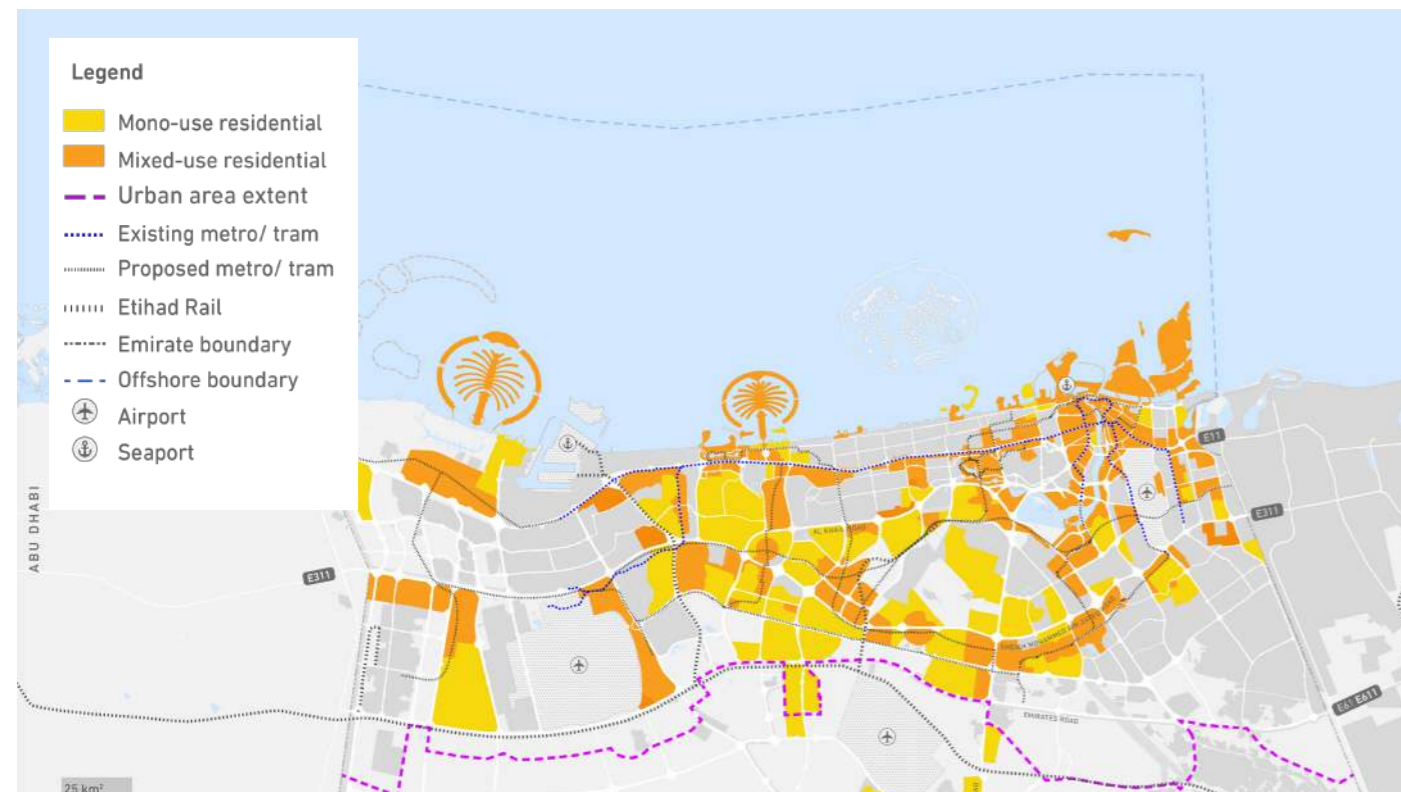 Legend
Mono-use residential
Mixed-use residential
Urban area extent
Existing metro/ tram
Proposed metro/ tram
Etihad Rail
Emirate boundary
Offshore boundary
Airport
Seaport
ABU DHABI
E11
E311
AL KHAIL ROAD
E311
EMIRATES ROAD
E611
25 km²